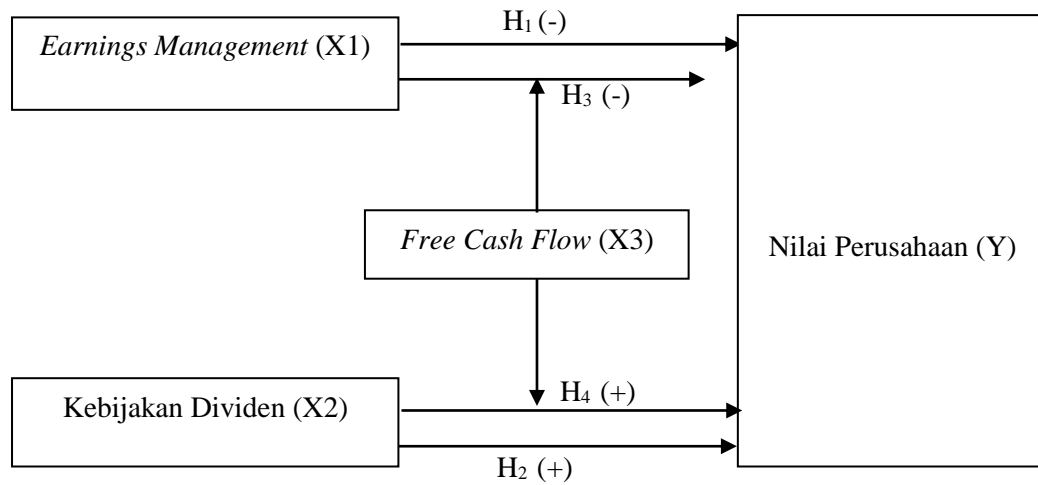 H₁ (-)
Earnings Management (X1)
H₃ (-)
Free Cash Flow (X3)
Nilai Perusahaan (Y)
Kebijakan Dividen (X2)
H₄ (+)
H₂ (+)